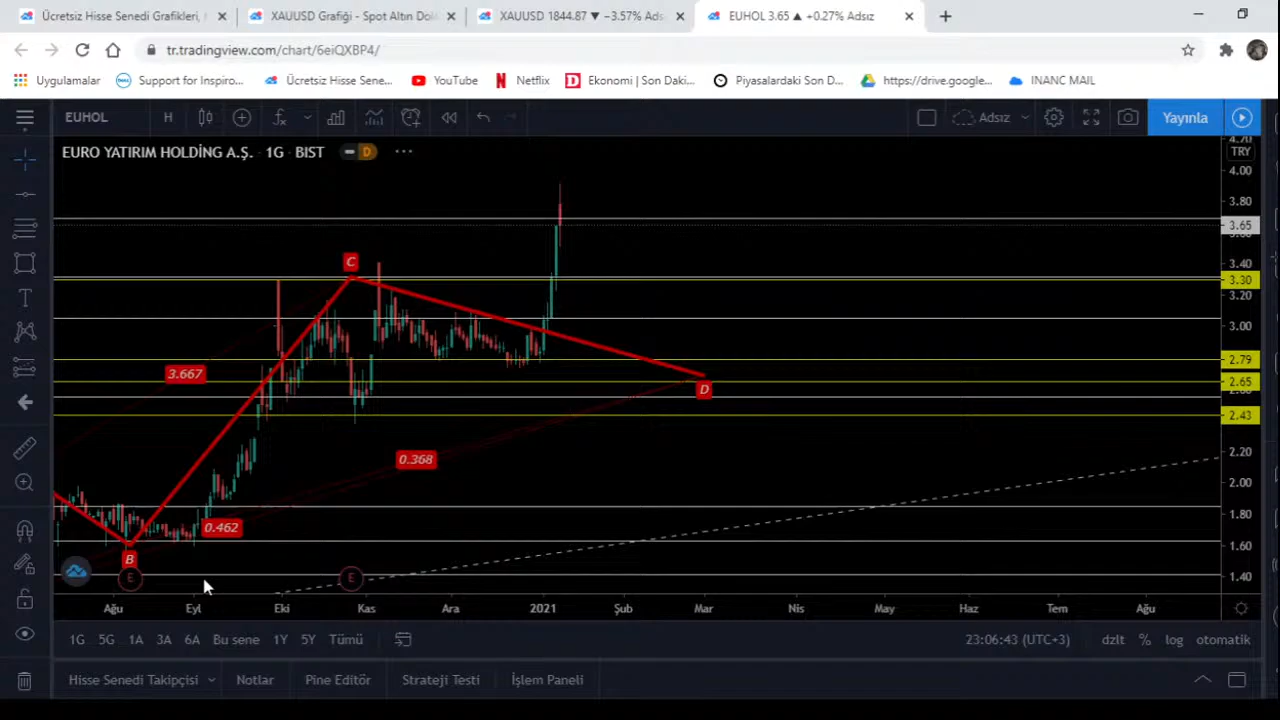 Ücretsiz Hisse Senedi Grafikleri,
XAUUSD Grafiği - Spot Altın Dol
XAUUSD 1844.87 ▼ −3.57% Adsı
EUHOL 3.65 ▲ +0.27% Adsız
tr.tradingview.com/chart/6eiQXBP4/
Uygulamalar
Support for Inspiro...
Ücretsiz Hisse Sene...
YouTube
Netflix
Ekonomi | Son Daki...
Piyasalardaki Son D...
https://drive.google...
INANC MAIL
EUHOL
H
Adsız
Yayınla
EURO YATIRIM HOLDİNG A.Ş. · 1G · BIST
D
TRY
4.00
3.80
3.65
3.40
3.30
3.20
3.00
2.79
2.65
2.43
2.20
2.00
1.80
1.60
1.40
C
3.667
D
0.368
0.462
B
E
E
Ağu
Eyl
Eki
Kas
Ara
2021
Şub
Mar
Nis
May
Haz
Tem
Ağu
1G
5G
1A
3A
6A
Bu sene
1Y
5Y
Tümü
23:06:43 (UTC+3)
dzlt
%
log
otomatik
Hisse Senedi Takipçisi
Notlar
Pine Editör
Strateji Testi
İşlem Paneli